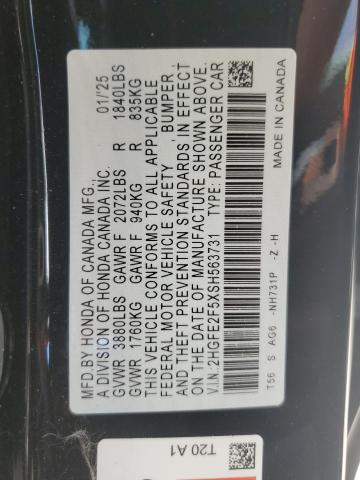 MFD.BY HONDA OF CANADA MFG., 01/'25
A DIVISION OF HONDA CANADA INC.
GVWR 3880LBS GAWR F 2072LBS R 1840LBS
GVWR 1760KG GAWR F 940KG R 835KG
THIS VEHICLE CONFORMS TO ALL APPLICABLE
FEDERAL MOTOR VEHICLE SAFETY, BUMPER,
AND THEFT PREVENTION STANDARDS IN EFFECT
ON THE DATE OF MANUFACTURE SHOWN ABOVE.
V.I.N: 2HGFE2F5XSH563731 TYPE: PASSENGER CAR
T56 S AG6 -NH731P -Z -H MADE IN CANADA
T20 A1